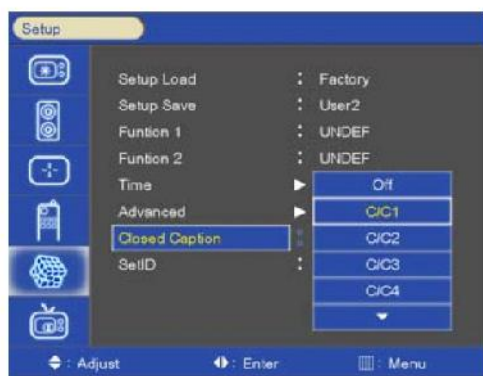 Setup
Setup Load : Factory
Setup Save : User2
Funtion 1 : UNDEF
Funtion 2 : UNDEF
Time Off
Advanced C/C1
Closed Caption : C/C2
SetID : C/C3
C/C4
: Adjust : Enter : Menu